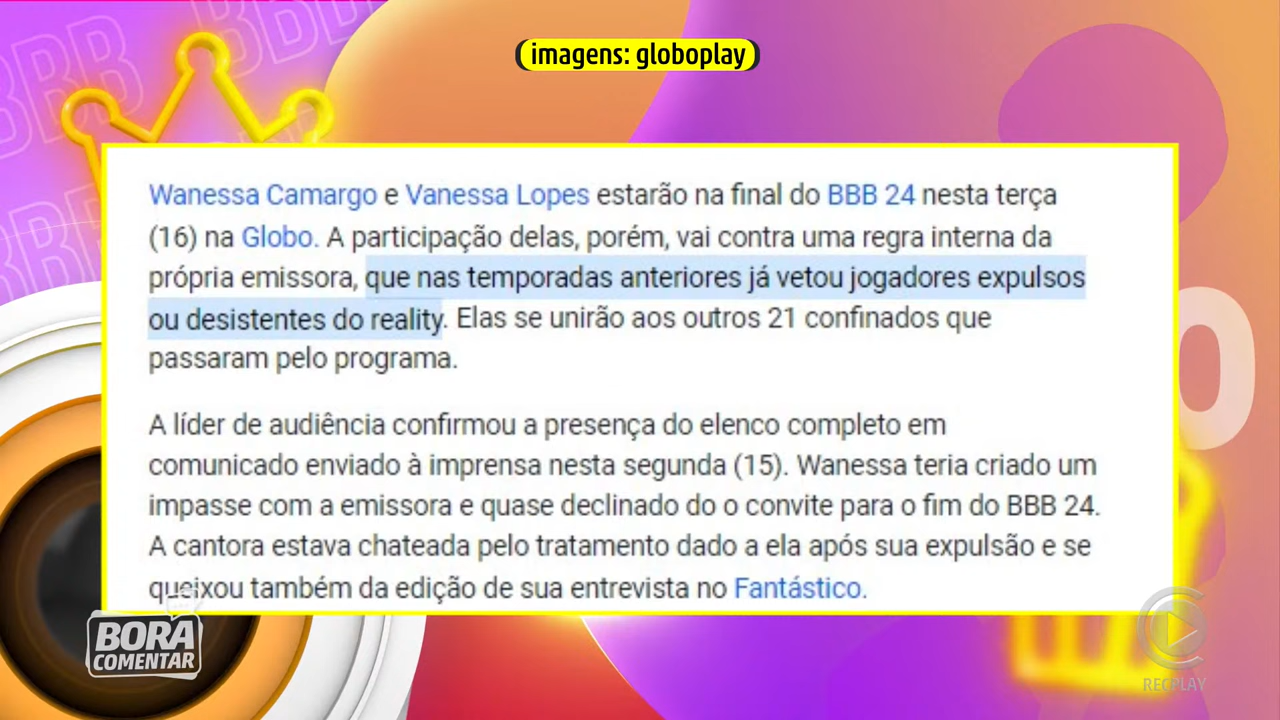 BBB
BBB
imagens: globoplay
Wanessa Camargo e Vanessa Lopes estarão na final do BBB 24 nesta terça
(16) na Globo. A participação delas, porém, vai contra uma regra interna da
própria emissora, que nas temporadas anteriores já vetou jogadores expulsos
ou desistentes do reality. Elas se unirão aos outros 21 confinados que
passaram pelo programa.
A líder de audiência confirmou a presença do elenco completo em
comunicado enviado à imprensa nesta segunda (15). Wanessa teria criado um
impasse com a emissora e quase declinado do o convite para o fim do BBB 24.
A cantora estava chateada pelo tratamento dado a ela após sua expulsão e se
queixou também da edição de sua entrevista no Fantástico.
BORA
COMENTAR
RECPLAY